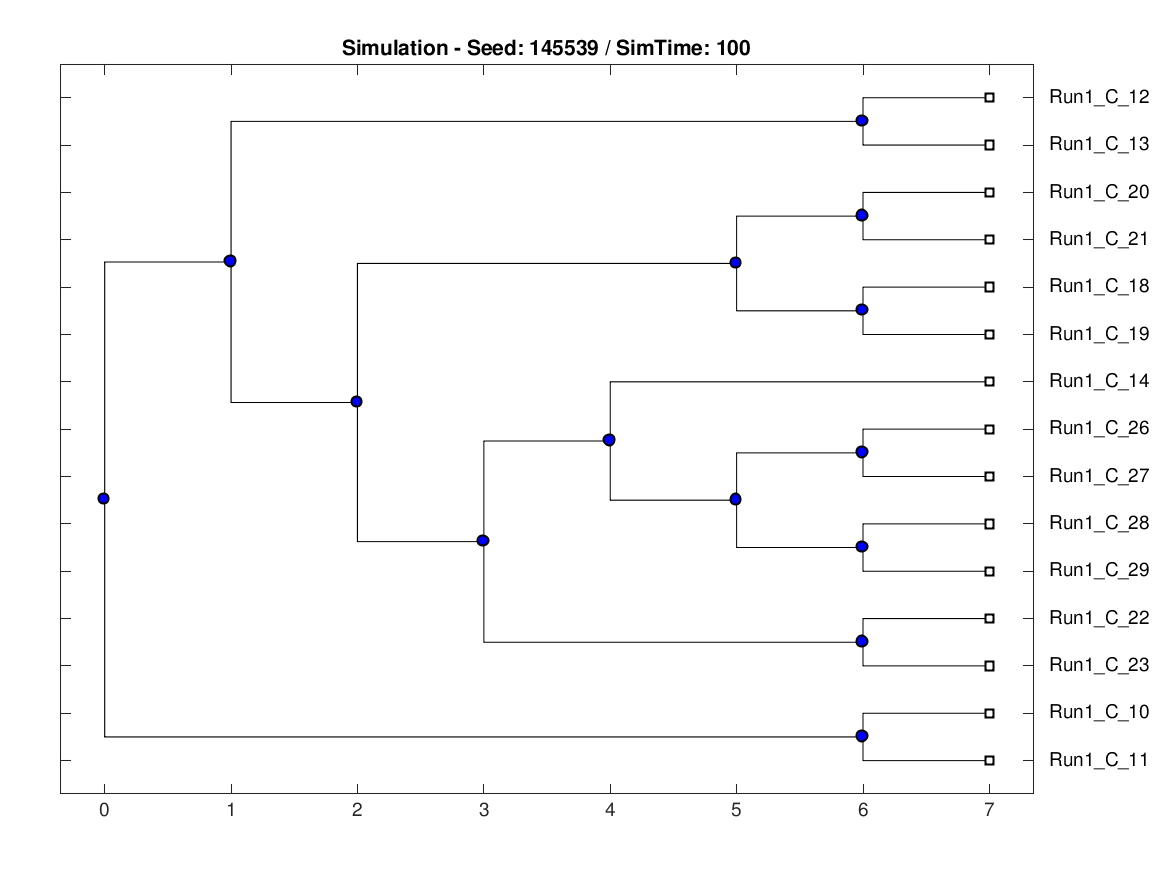 Simulation - Seed: 145539 / SimTime: 100
Run1_C_12
Run1_C_13
Run1_C_20
Run1_C_21
Run1_C_18
Run1_C_19
Run1_C_14
Run1_C_26
Run1_C_27
Run1_C_28
Run1_C_29
Run1_C_22
Run1_C_23
Run1_C_10
Run1_C_11
0 1 2 3 4 5 6 7